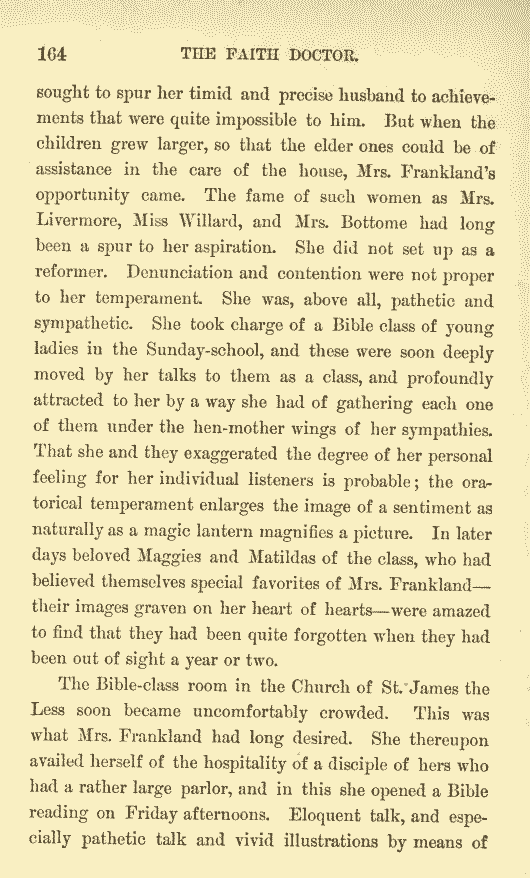 164 THE FAITH DOCTOR.
sought to spur her timid and precise husband to achieve-
ments that were quite impossible to him. But when the
children grew larger, so that the elder ones could be of
assistance in the care of the house, Mrs. Frankland's
opportunity came. The fame of such women as Mrs.
Livermore, Miss Willard, and Mrs. Bottome had long
been a spur to her aspiration. She did not set up as a
reformer. Denunciation and contention were not proper
to her temperament. She was, above all, pathetic and
sympathetic. She took charge of a Bible class of young
ladies in the Sunday-school, and these were soon deeply
moved by her talks to them as a class, and profoundly
attracted to her by a way she had of gathering each one
of them under the hen-mother wings of her sympathies.
That she and they exaggerated the degree of her personal
feeling for her individual listeners is probable; the ora-
torical temperament enlarges the image of a sentiment as
naturally as a magic lantern magnifies a picture. In later
days beloved Maggies and Matildas of the class, who had
believed themselves special favorites of Mrs. Frankland—
their images graven on her heart of hearts—were amazed
to find that they had been quite forgotten when they had
been out of sight a year or two.
The Bible-class room in the Church of St. James the
Less soon became uncomfortably crowded. This was
what Mrs. Frankland had long desired. She thereupon
availed herself of the hospitality of a disciple of hers who
had a rather large parlor, and in this she opened a Bible
reading on Friday afternoons. Eloquent talk, and espe-
cially pathetic talk and vivid illustrations by means of